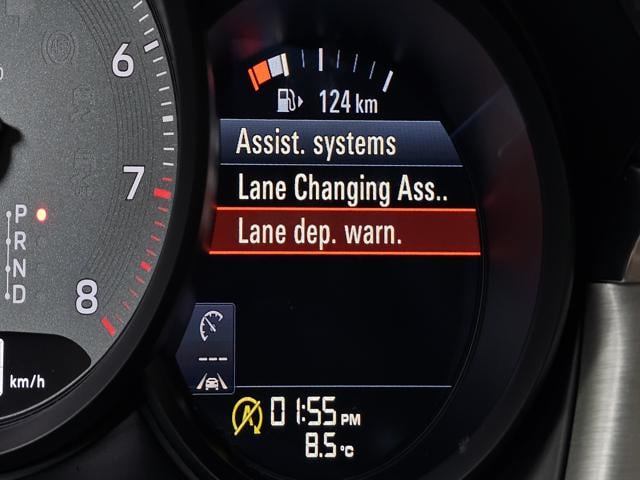 6
7
8
P
R
N
D
km/h
124 km
Assist. systems
Lane Changing Ass..
Lane dep. warn.
---
A
01:55 PM
8.5 °C